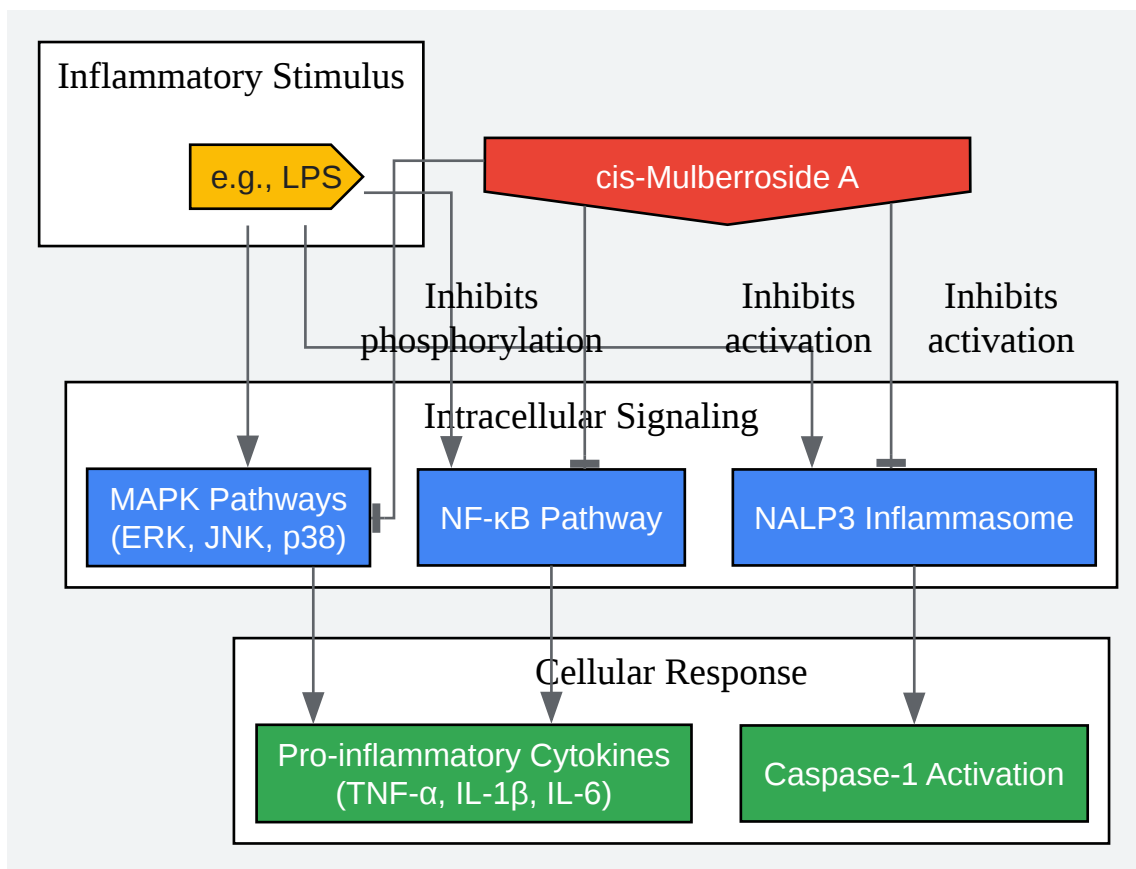 Inflammatory Stimulus
e.g., LPS
cis-Mulberroside A
Inhibits
phosphorylation
Inhibits
activation
Inhibits
activation
Intracellular Signaling
MAPK Pathways
(ERK, JNK, p38)
NF-κB Pathway
NALP3 Inflammasome
Cellular Response
Pro-inflammatory Cytokines
(TNF-α, IL-1β, IL-6)
Caspase-1 Activation